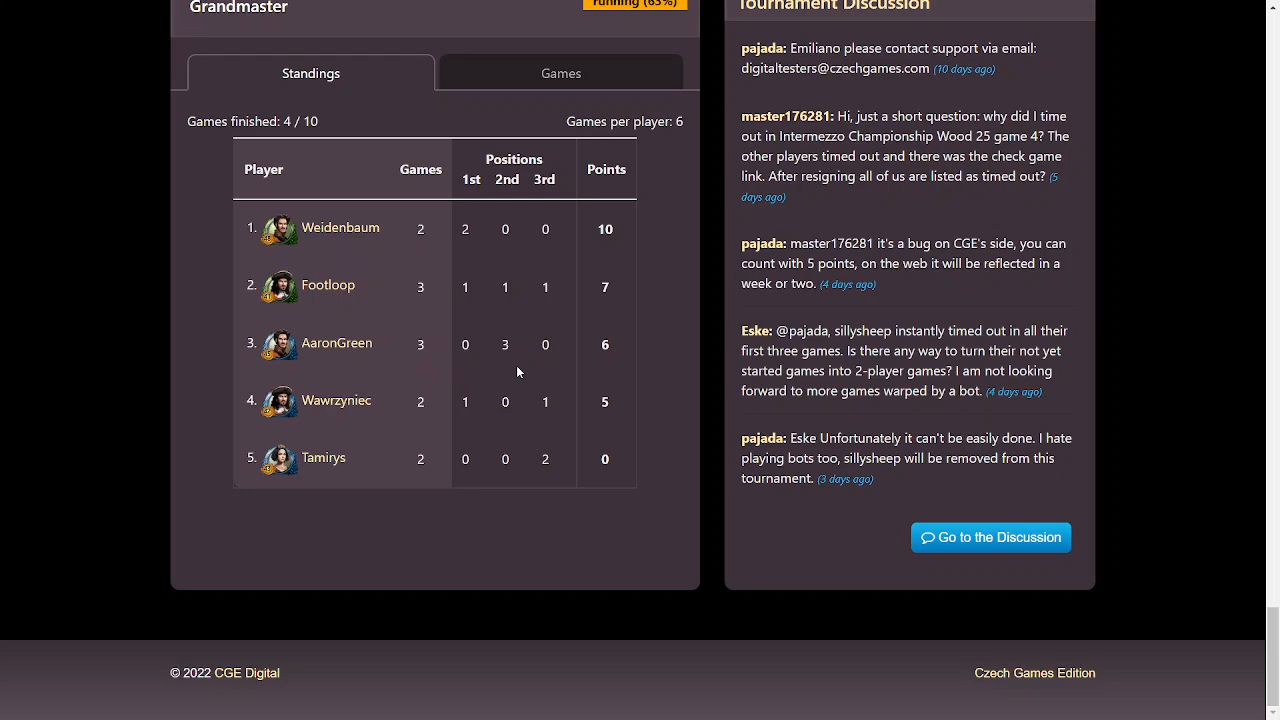 Grandmaster
running (63%)
Standings
Games
Games finished: 4 / 10
Games per player: 6
Player Games Positions Points
1st 2nd 3rd
1. Weidenbaum 2 2 0 0 10
2. Footloop 3 1 1 1 7
3. AaronGreen 3 0 3 0 6
4. Wawrzyniec 2 1 0 1 5
5. Tamirys 2 0 0 2 0
Tournament Discussion
pajada: Emiliano please contact support via email:
digitaltesters@czechgames.com (10 days ago)
master176281: Hi, just a short question: why did I time
out in Intermezzo Championship Wood 25 game 4? The
other players timed out and there was the check game
link. After resigning all of us are listed as timed out? (5
days ago)
pajada: master176281 it's a bug on CGE's side, you can
count with 5 points, on the web it will be reflected in a
week or two. (4 days ago)
Eske: @pajada, sillysheep instantly timed out in all their
first three games. Is there any way to turn their not yet
started games into 2-player games? I am not looking
forward to more games warped by a bot. (4 days ago)
pajada: Eske Unfortunately it can't be easily done. I hate
playing bots too, sillysheep will be removed from this
tournament. (3 days ago)
Go to the Discussion
© 2022 CGE Digital
Czech Games Edition